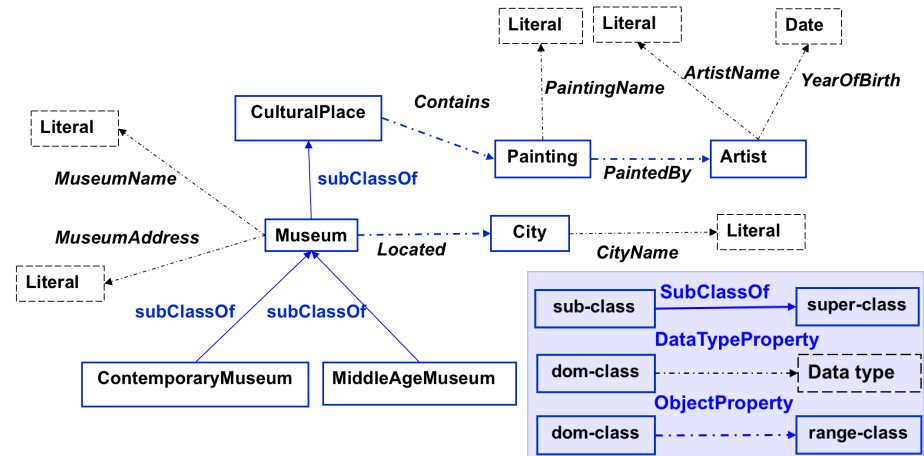 Literal
Literal
Date
PaintingName
ArtistName
YearOfBirth
CulturalPlace
Contains
Literal
Painting
PaintedBy
Artist
MuseumName
subClassOf
MuseumAddress
Museum
Located
City
CityName
Literal
Literal
subClassOf
subClassOf
ContemporaryMuseum
MiddleAgeMuseum
SubClassOf
sub-class
super-class
DataTypeProperty
dom-class
Data type
ObjectProperty
dom-class
range-class